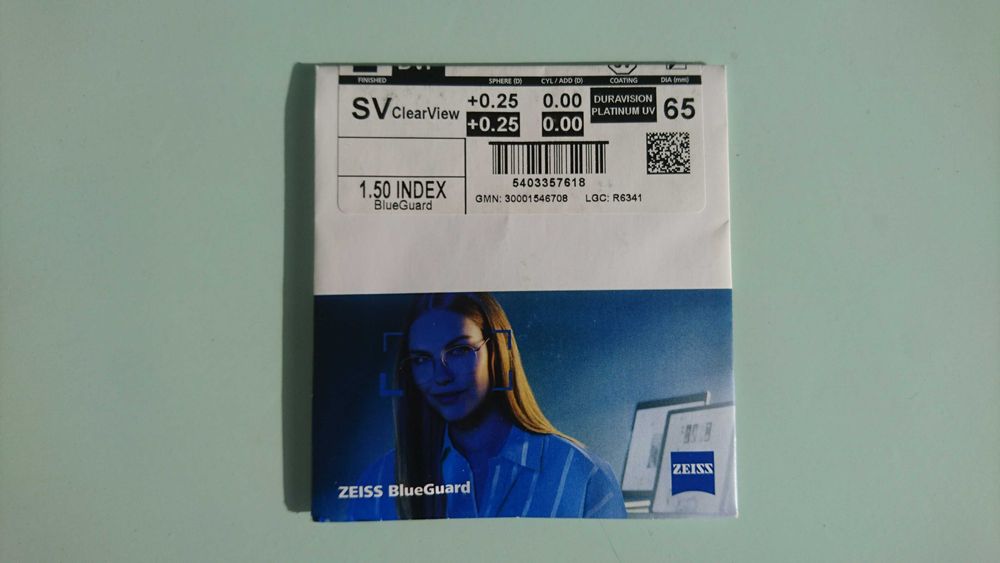 FINISHED SPHERE (D) CYL / ADD (D) COATING DIA (mm)
SV ClearView +0.25 0.00 DURAVISION PLATINUM UV 65
+0.25 0.00
5403357618
1.50 INDEX
BlueGuard
GMN: 30001546708 LGC: R6341
ZEISS
ZEISS BlueGuard